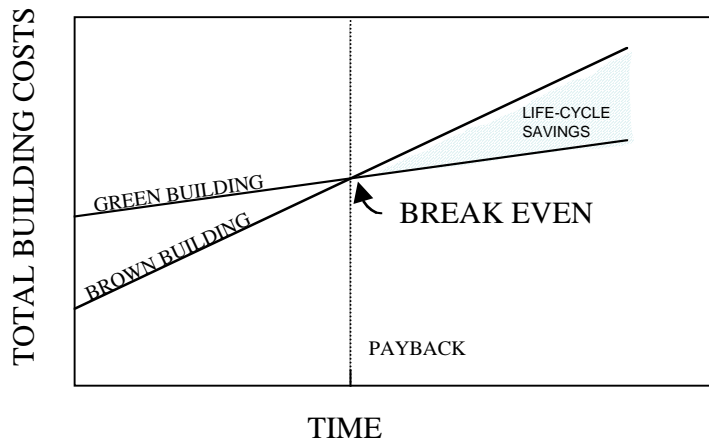 TOTAL BUILDING COSTS
LIFE-CYCLE
SAVINGS
GREEN BUILDING
BREAK EVEN
BROWN BUILDING
PAYBACK
TIME